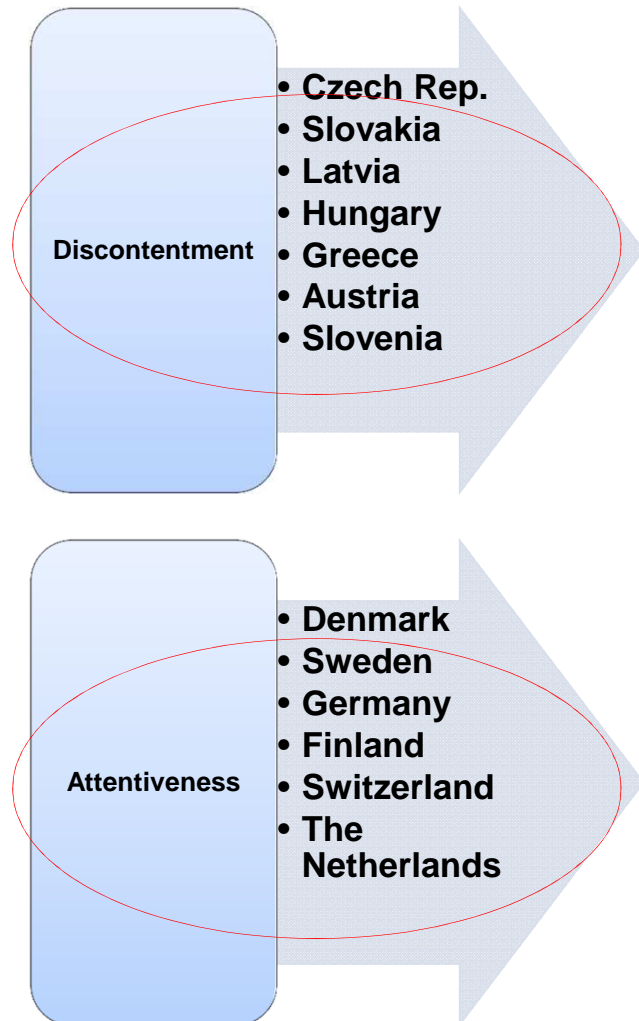 Discontentment
• Czech Rep.
• Slovakia
• Latvia
• Hungary
• Greece
• Austria
• Slovenia
Attentiveness
• Denmark
• Sweden
• Germany
• Finland
• Switzerland
• The
Netherlands